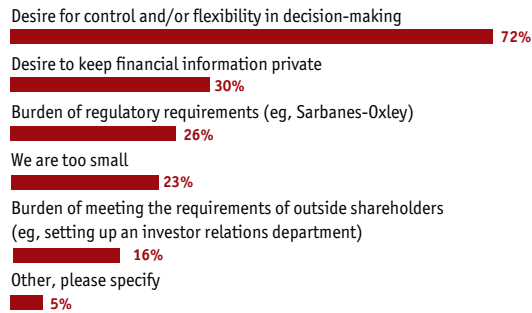 Desire for control and/or flexibility in decision-making
72%
Desire to keep financial information private
30%
Burden of regulatory requirements (eg, Sarbanes-Oxley)
26%
We are too small
23%
Burden of meeting the requirements of outside shareholders
(eg, setting up an investor relations department)
16%
Other, please specify
5%